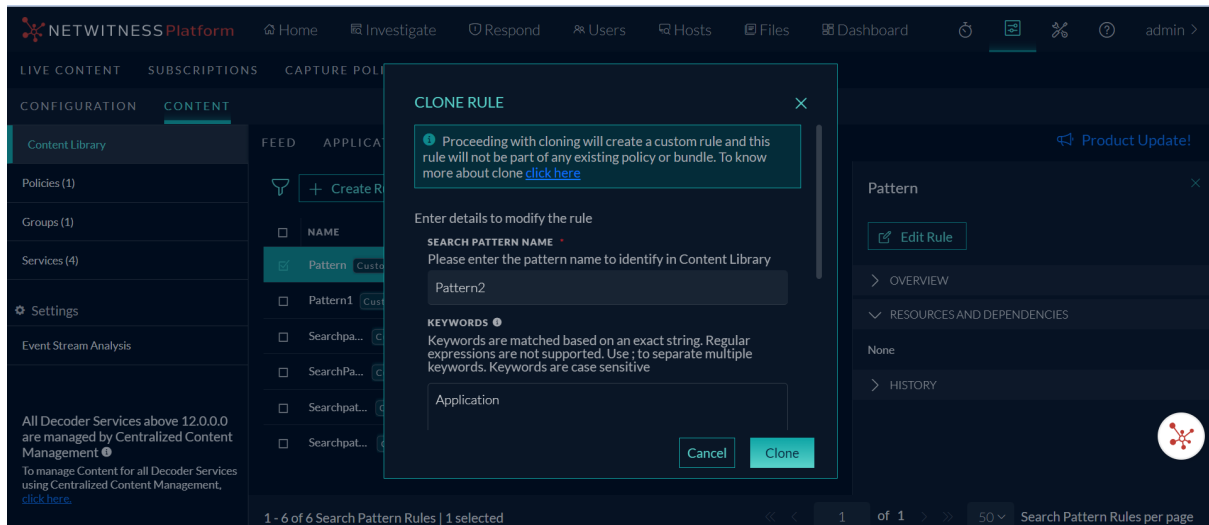 NETWITNESS Platform
Home
Investigate
Respond
Users
Hosts
Files
Dashboard
admin >
LIVE CONTENT
SUBSCRIPTIONS
CAPTURE POLI
CONFIGURATION
CONTENT
Content Library
Policies (1)
Groups (1)
Services (4)
Settings
Event Stream Analysis
All Decoder Services above 12.0.0.0
are managed by Centralized Content
Management
To manage Content for all Decoder Services
using Centralized Content Management,
click here.
FEED
APPLICA
Product Update!
+ Create Ru
NAME
Pattern Custo
Pattern1 Cust
Searchpa... C
SearchPa... C
Searchpat...
Searchpat...
1 - 6 of 6 Search Pattern Rules | 1 selected
1 of 1
50
Search Pattern Rules per page
CLONE RULE
Proceeding with cloning will create a custom rule and this
rule will not be part of any existing policy or bundle. To know
more about clone click here
Enter details to modify the rule
SEARCH PATTERN NAME *
Please enter the pattern name to identify in Content Library
Pattern2
KEYWORDS
Keywords are matched based on an exact string. Regular
expressions are not supported. Use ; to separate multiple
keywords. Keywords are case sensitive
Application
Cancel
Clone
Pattern
Edit Rule
OVERVIEW
RESOURCES AND DEPENDENCIES
None
HISTORY